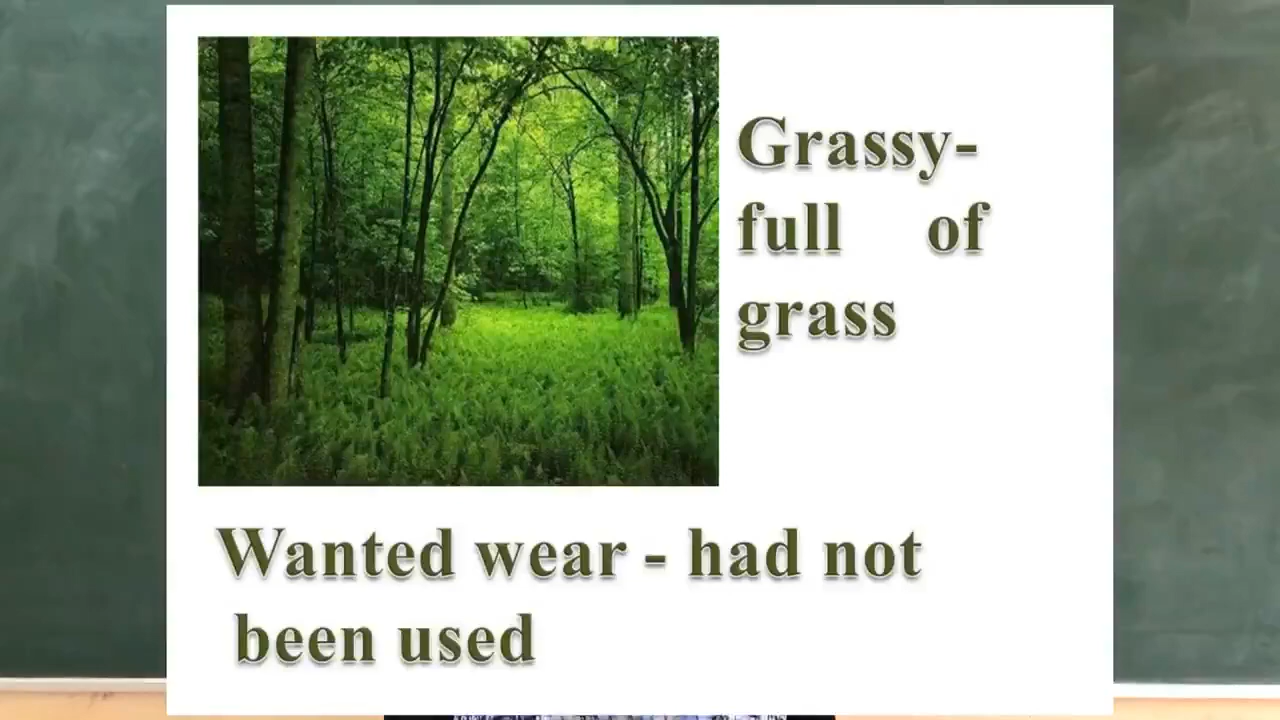 Grassy-
full of
grass
Wanted wear - had not
been used